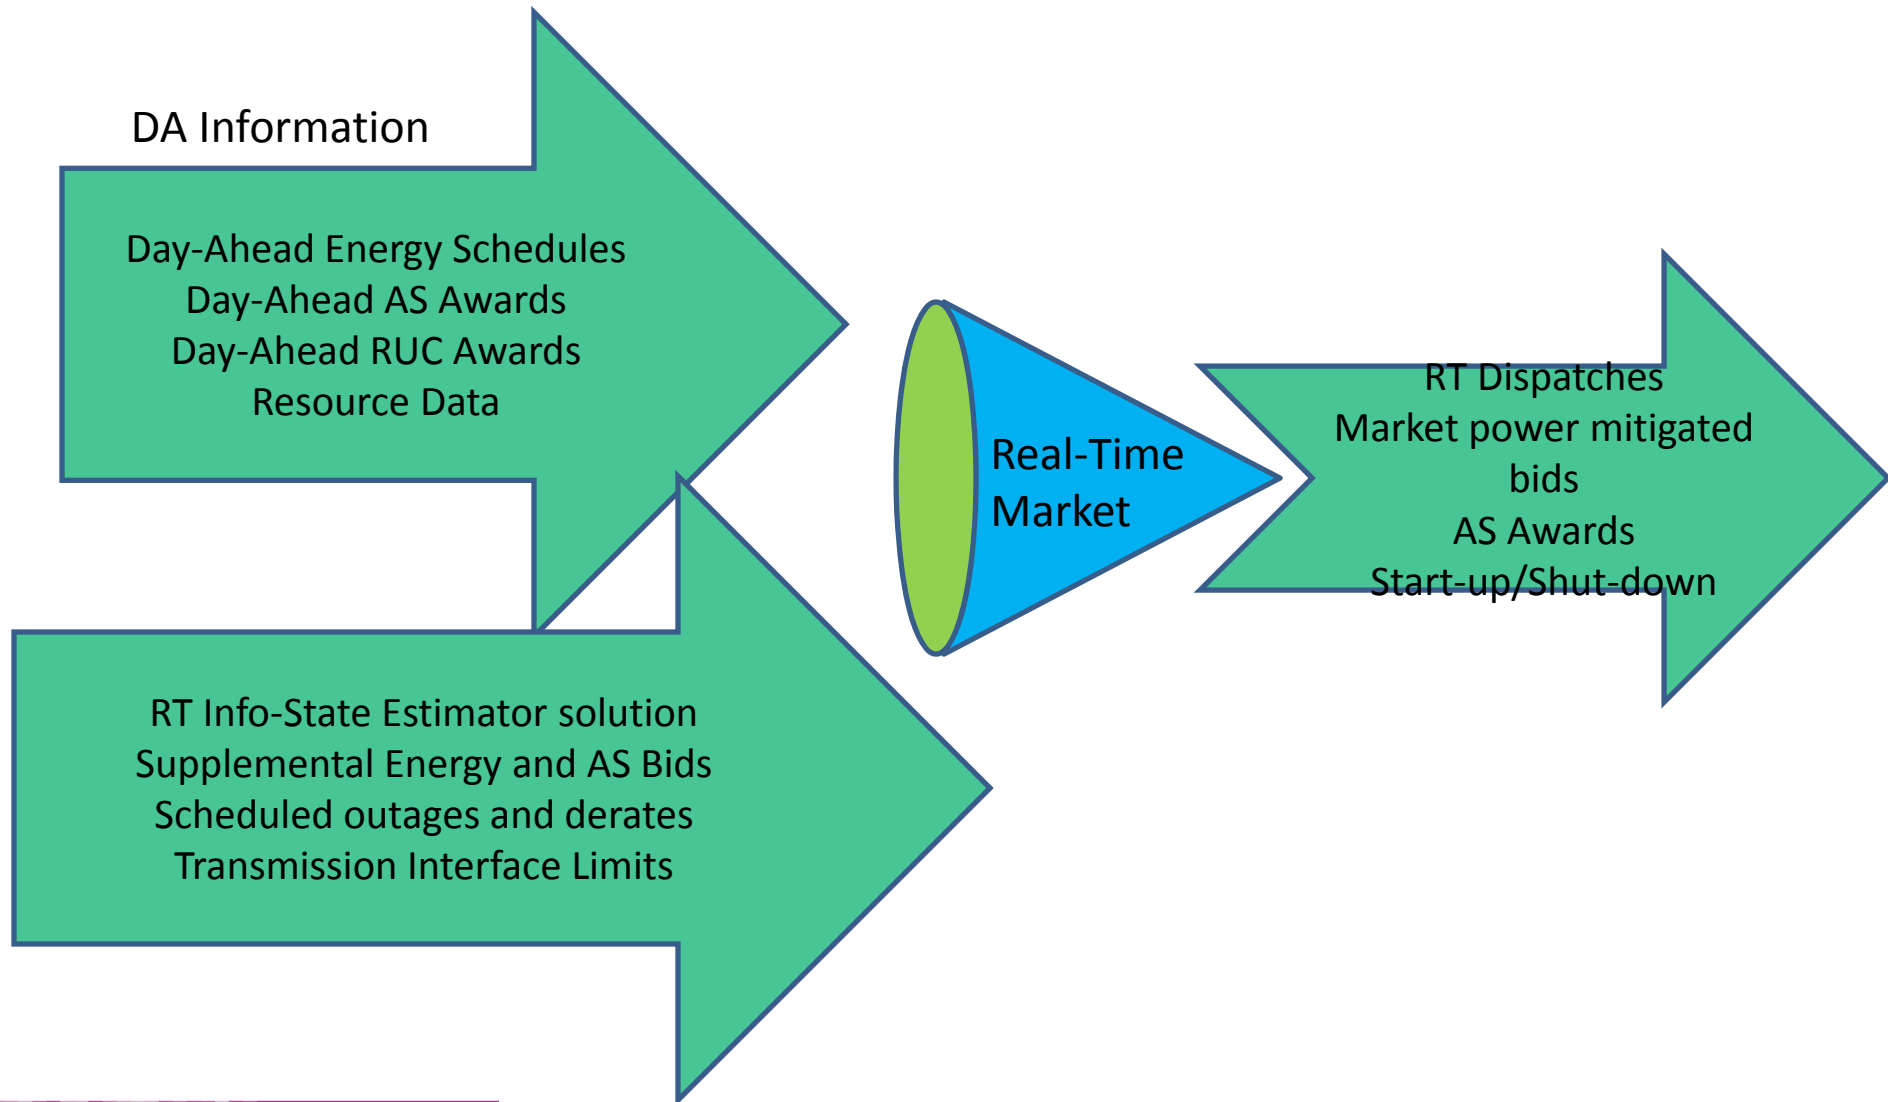 DA Information
Day-Ahead Energy Schedules
Day-Ahead AS Awards
Day-Ahead RUC Awards
Resource Data
RT Info-State Estimator solution
Supplemental Energy and AS Bids
Scheduled outages and derates
Transmission Interface Limits
Real-Time
Market
RT Dispatches
Market power mitigated
bids
AS Awards
Start-up/Shut-down